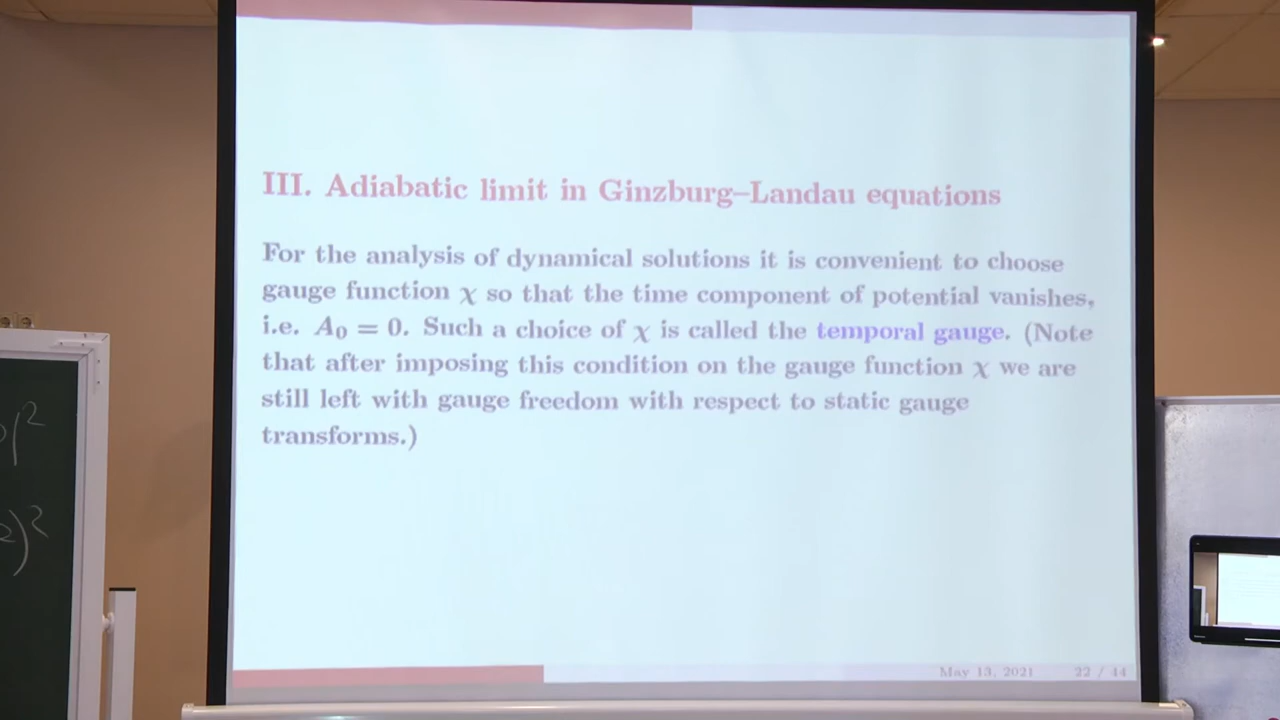 III. Adiabatic limit in Ginzburg–Landau equations
For the analysis of dynamical solutions it is convenient to choose
gauge function χ so that the time component of potential vanishes,
i.e. A₀ = 0. Such a choice of χ is called the temporal gauge. (Note
that after imposing this condition on the gauge function χ we are
still left with gauge freedom with respect to static gauge
transforms.)
May 13, 2021 22 / 44